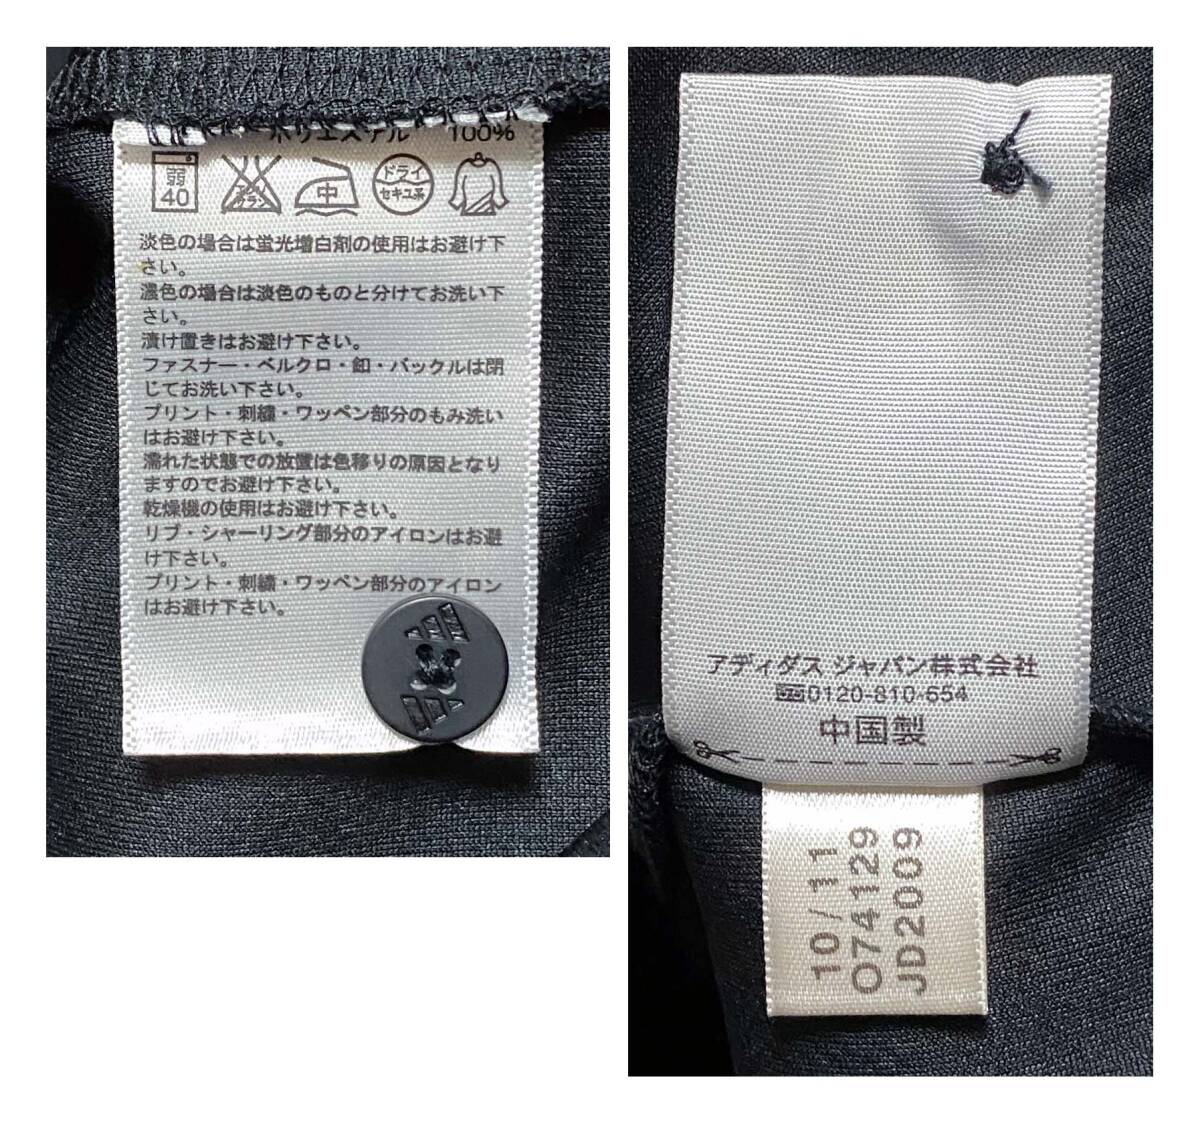 ポリエステル 100%
弱
40
エンソ
サラシ
中
ドライ
セキユ系
淡色の場合は蛍光増白剤の使用はお避け下
さい。
濃色の場合は淡色のものと分けてお洗い下
さい。
漬け置きはお避け下さい。
ファスナー・ベルクロ・釦・バックルは閉
じてお洗い下さい。
プリント・刺繍・ワッペン部分のもみ洗い
はお避け下さい。
濡れた状態での放置は色移りの原因となり
ますのでお避け下さい。
乾燥機の使用はお避け下さい。
リブ・シャーリング部分のアイロンはお避
け下さい。
プリント・刺繍・ワッペン部分のアイロン
はお避け下さい。
アディダス ジャパン株式会社
0120-810-654
中国製
10/11
O74129
JD2009